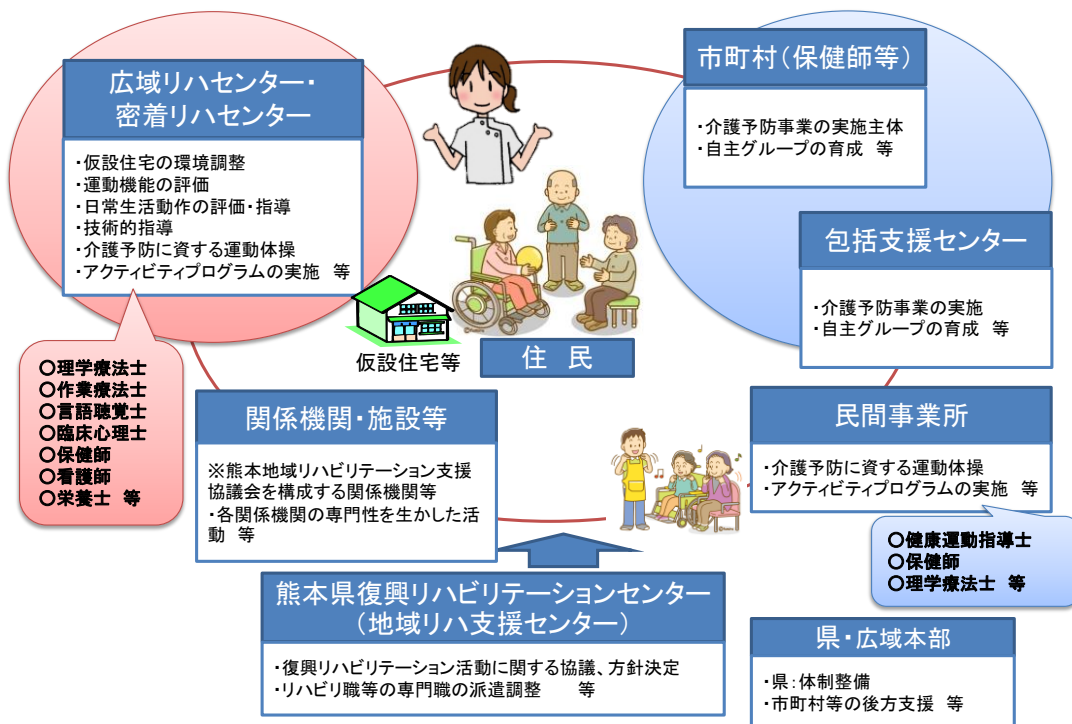 広域リハセンター・
密着リハセンター
・仮設住宅の環境調整
・運動機能の評価
・日常生活動作の評価・指導
・技術的指導
・介護予防に資する運動体操
・アクティビティプログラムの実施 等
市町村(保健師等)
・介護予防事業の実施主体
・自主グループの育成 等
包括支援センター
・介護予防事業の実施
・自主グループの育成 等
仮設住宅等
住 民
○理学療法士
○作業療法士
○言語聴覚士
○臨床心理士
○保健師
○看護師
○栄養士 等
関係機関・施設等
※熊本地域リハビリテーション支援
協議会を構成する関係機関等
・各関係機関の専門性を生かした活
動 等
民間事業所
・介護予防に資する運動体操
・アクティビティプログラムの実施 等
○健康運動指導士
○保健師
○理学療法士 等
熊本県復興リハビリテーションセンター
(地域リハ支援センター)
・復興リハビリテーション活動に関する協議、方針決定
・リハビリ職等の専門職の派遣調整 等
県・広域本部
・県:体制整備
・市町村等の後方支援 等